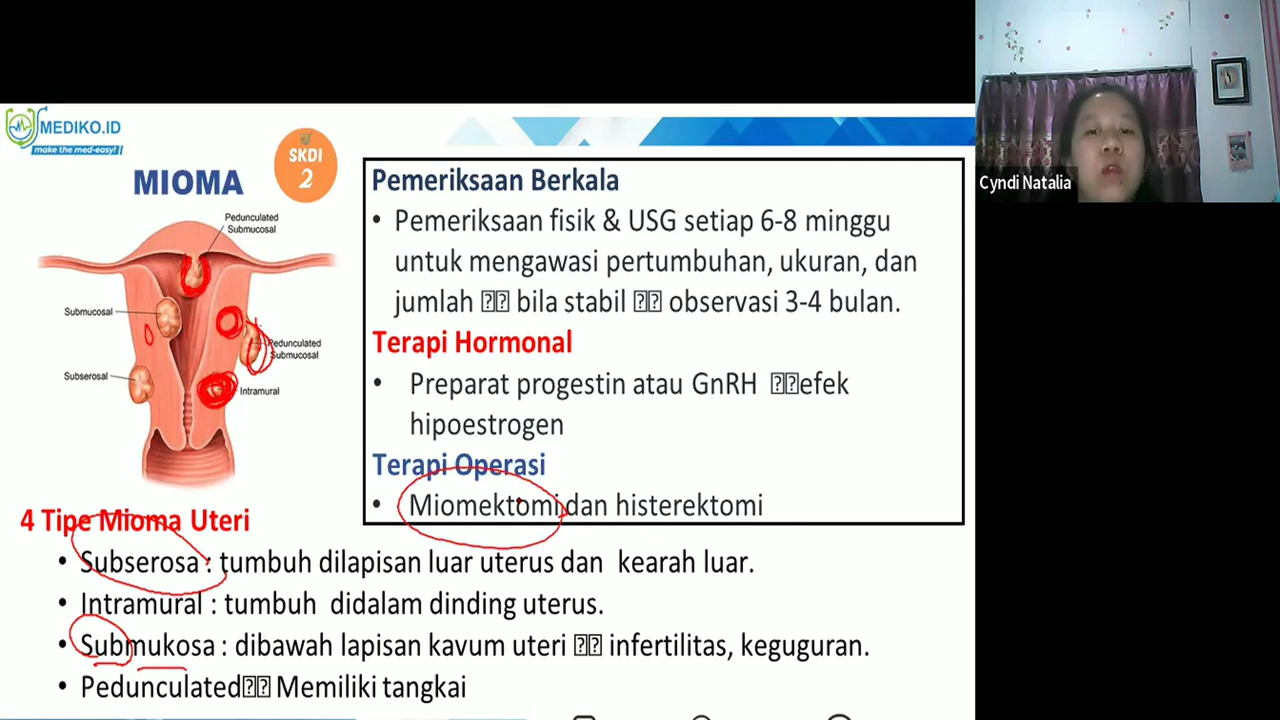 MEDIKO.ID
make the med-easy!
SKDI
2
MIOMA
Pedunculated
Submucosal
Submucosal
Pedunculated
Submucosal
Subserosal
Intramural
Pemeriksaan Berkala
• Pemeriksaan fisik & USG setiap 6-8 minggu
untuk mengawasi pertumbuhan, ukuran, dan
jumlah ⍰⍰ bila stabil ⍰⍰ observasi 3-4 bulan.
Terapi Hormonal
• Preparat progestin atau GnRH ⍰⍰efek
hipoestrogen
Terapi Operasi
• Miomektomi dan histerektomi
4 Tipe Mioma Uteri
• Subserosa : tumbuh dilapisan luar uterus dan kearah luar.
• Intramural : tumbuh didalam dinding uterus.
• Submukosa : dibawah lapisan kavum uteri ⍰⍰ infertilitas, keguguran.
• Pedunculated⍰⍰ Memiliki tangkai
Cyndi Natalia